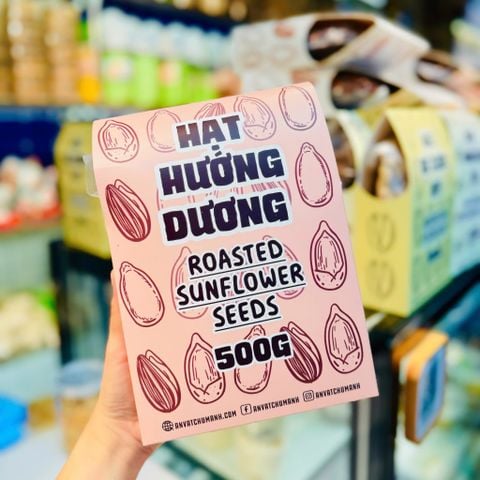 HẠT
HƯỚNG
DƯƠNG
ROASTED
SUNFLOWER
SEEDS
500G
ANVATCHUMANH.COM ANVATCHUMANH ANVATCHUMANH